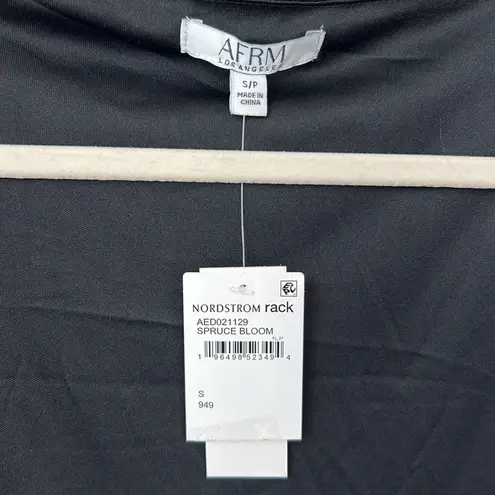 AFRM
LOS ANGELES
S/P
MADE IN
CHINA
NORDSTROM rack
AED021129
SPRUCE BLOOM
1 96498 52349 4
S
949